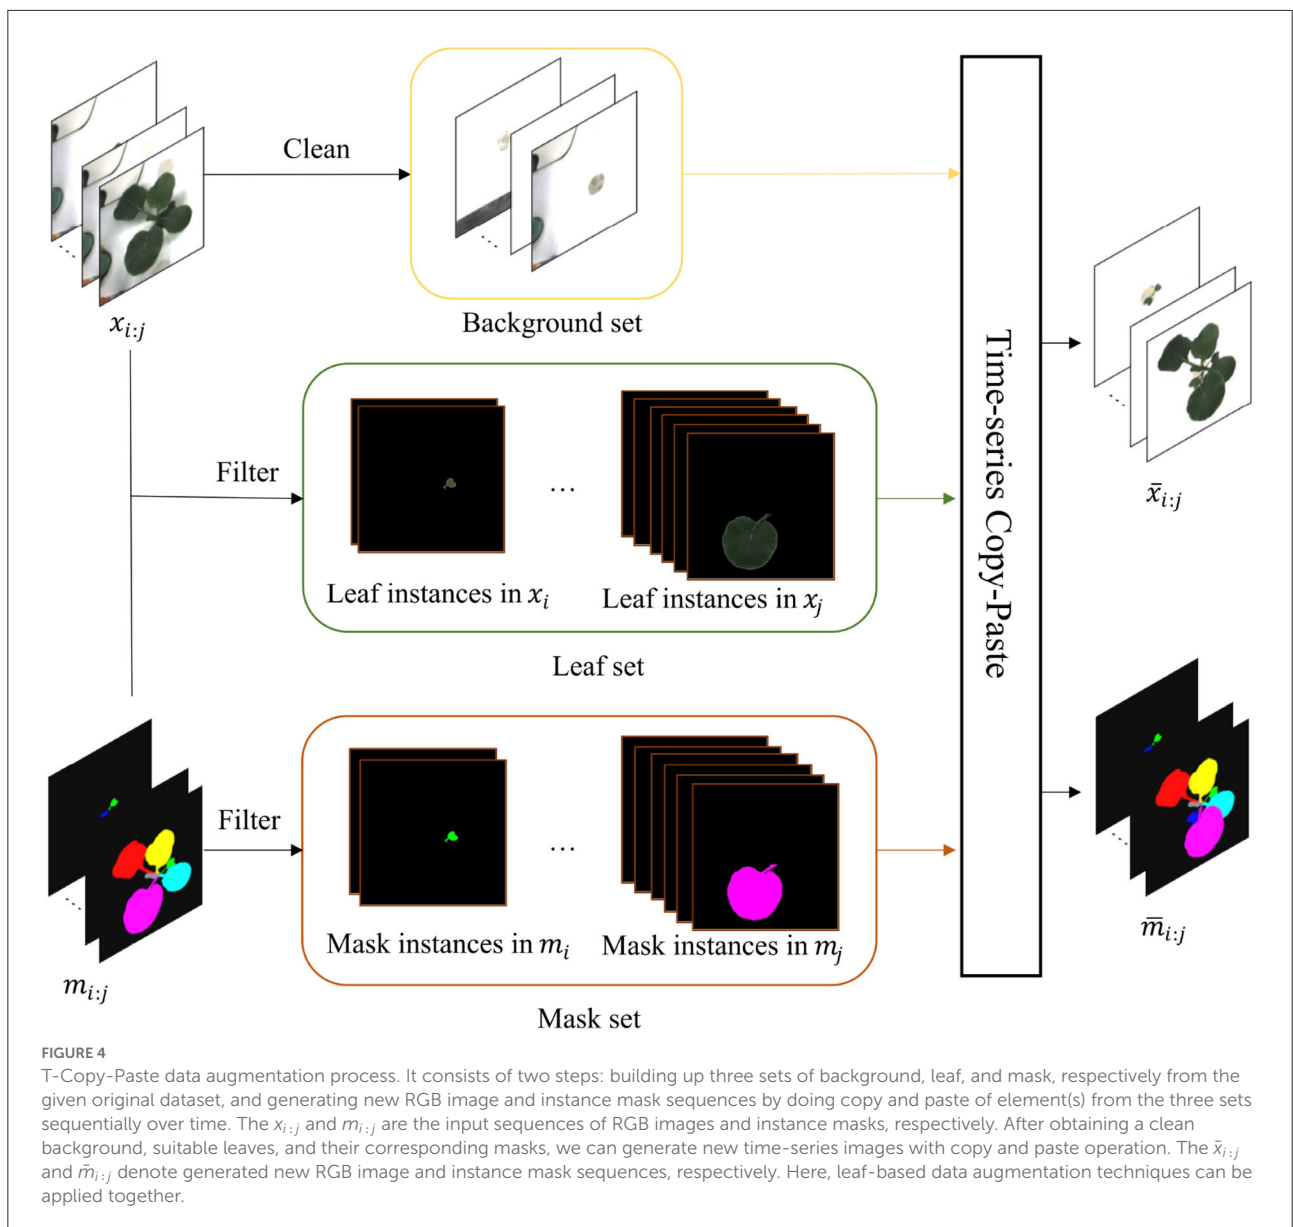 Clean
x_{i:j}
Background set
Filter
...
Leaf instances in x_i
Leaf instances in x_j
Leaf set
Filter
...
Mask instances in m_i
Mask instances in m_j
m_{i:j}
Mask set
Time-series Copy-Paste
x̄_{i:j}
m̄_{i:j}
FIGURE 4
T-Copy-Paste data augmentation process. It consists of two steps: building up three sets of background, leaf, and mask, respectively from the
given original dataset, and generating new RGB image and instance mask sequences by doing copy and paste of element(s) from the three sets
sequentially over time. The x_{i:j} and m_{i:j} are the input sequences of RGB images and instance masks, respectively. After obtaining a clean
background, suitable leaves, and their corresponding masks, we can generate new time-series images with copy and paste operation. The x̄_{i:j}
and m̄_{i:j} denote generated new RGB image and instance mask sequences, respectively. Here, leaf-based data augmentation techniques can be
applied together.